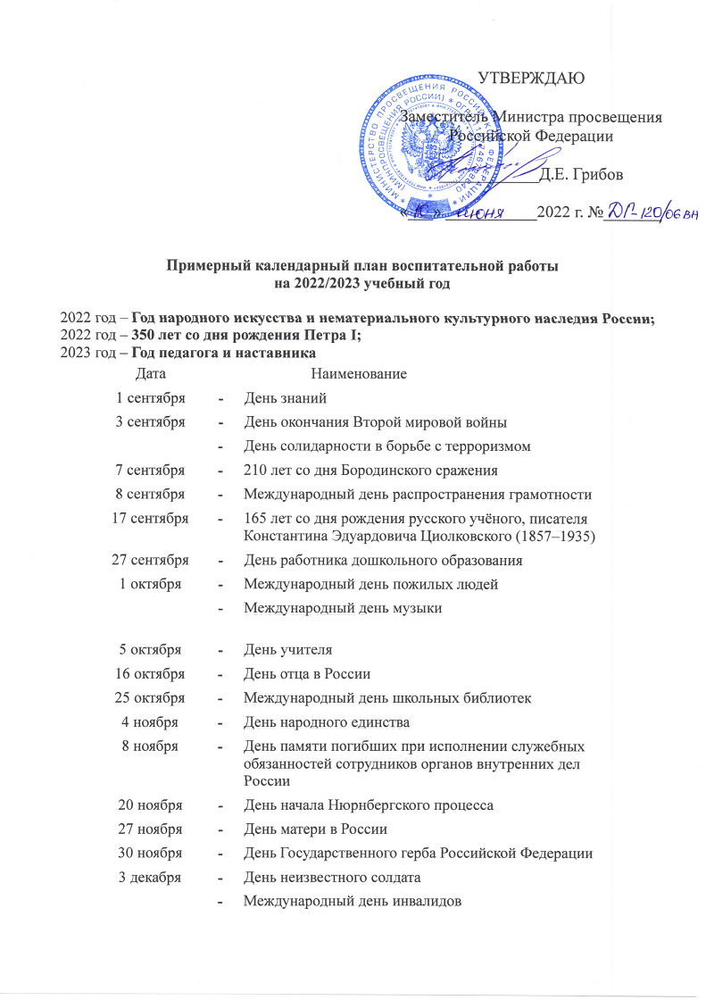 УТВЕРЖДАЮ
Заместитель Министра просвещения
Российской Федерации
Д.Е. Грибов
« » июня 2022 г. № ДГ-120/06вн
Примерный календарный план воспитательной работы
на 2022/2023 учебный год
2022 год – Год народного искусства и нематериального культурного наследия России;
2022 год – 350 лет со дня рождения Петра I;
2023 год – Год педагога и наставника
Дата Наименование
1 сентября - День знаний
3 сентября - День окончания Второй мировой войны
- День солидарности в борьбе с терроризмом
7 сентября - 210 лет со дня Бородинского сражения
8 сентября - Международный день распространения грамотности
17 сентября - 165 лет со дня рождения русского учёного, писателя
Константина Эдуардовича Циолковского (1857–1935)
27 сентября - День работника дошкольного образования
1 октября - Международный день пожилых людей
- Международный день музыки
5 октября - День учителя
16 октября - День отца в России
25 октября - Международный день школьных библиотек
4 ноября - День народного единства
8 ноября - День памяти погибших при исполнении служебных
обязанностей сотрудников органов внутренних дел
России
20 ноября - День начала Нюрнбергского процесса
27 ноября - День матери в России
30 ноября - День Государственного герба Российской Федерации
3 декабря - День неизвестного солдата
- Международный день инвалидов